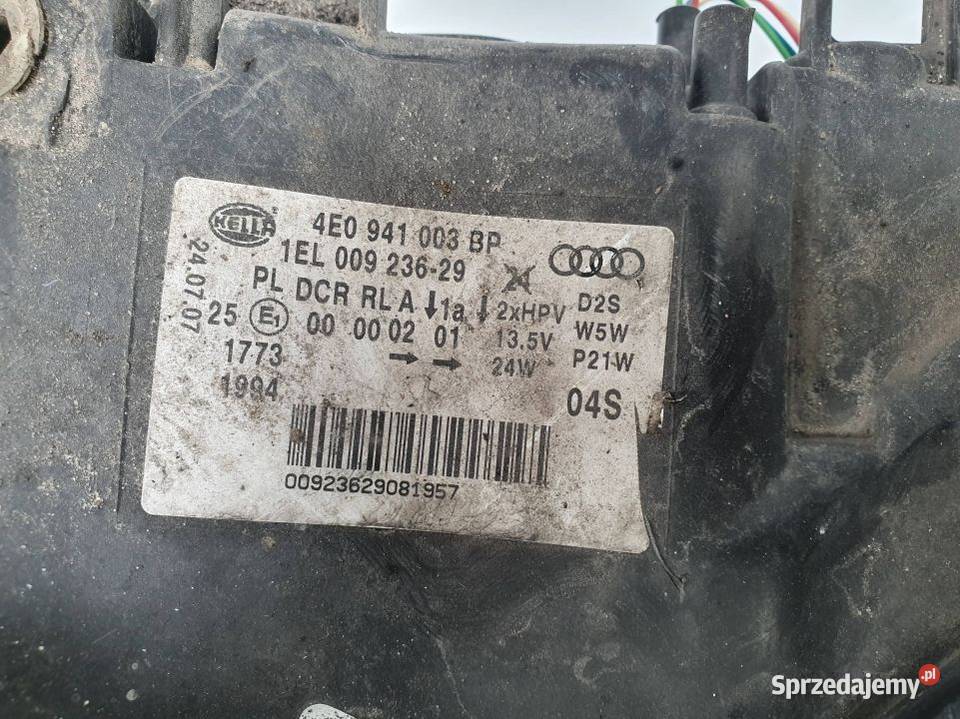 HELLA
4E0 941 003 BP
1EL 009 236-29
PL DCR RL A ↓1a ↓ 2xHPV D2S
25 E1 00 00 02 01 13.5V W5W
1773 → → 24W P21W
1994 04S
24.07.07
00923629081957
Sprzedajemy.pl